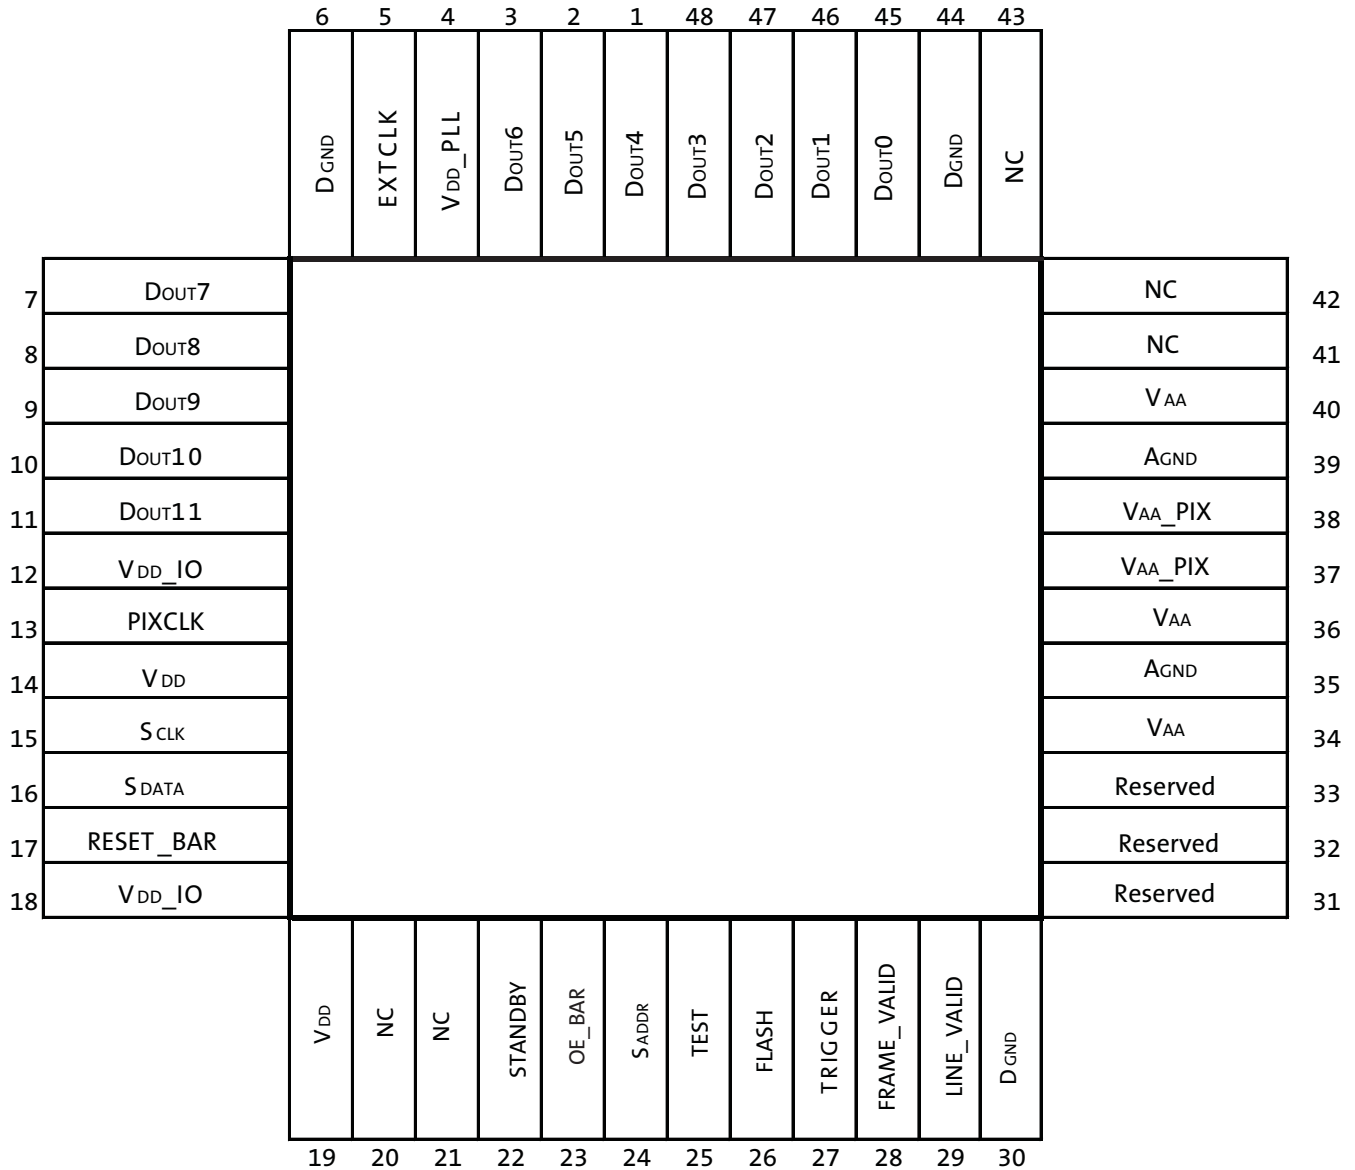 6 5 4 3 2 1 48 47 46 45 44 43
DGND
EXTCLK
VDD_PLL
DOUT6
DOUT5
DOUT4
DOUT3
DOUT2
DOUT1
DOUT0
DGND
NC
7 DOUT7
8 DOUT8
9 DOUT9
10 DOUT10
11 DOUT11
12 VDD_IO
13 PIXCLK
14 VDD
15 SCLK
16 SDATA
17 RESET_BAR
18 VDD_IO
NC 42
NC 41
VAA 40
AGND 39
VAA_PIX 38
VAA_PIX 37
VAA 36
AGND 35
VAA 34
Reserved 33
Reserved 32
Reserved 31
VDD
NC
NC
STANDBY
OE_BAR
SADDR
TEST
FLASH
TRIGGER
FRAME_VALID
LINE_VALID
DGND
19 20 21 22 23 24 25 26 27 28 29 30